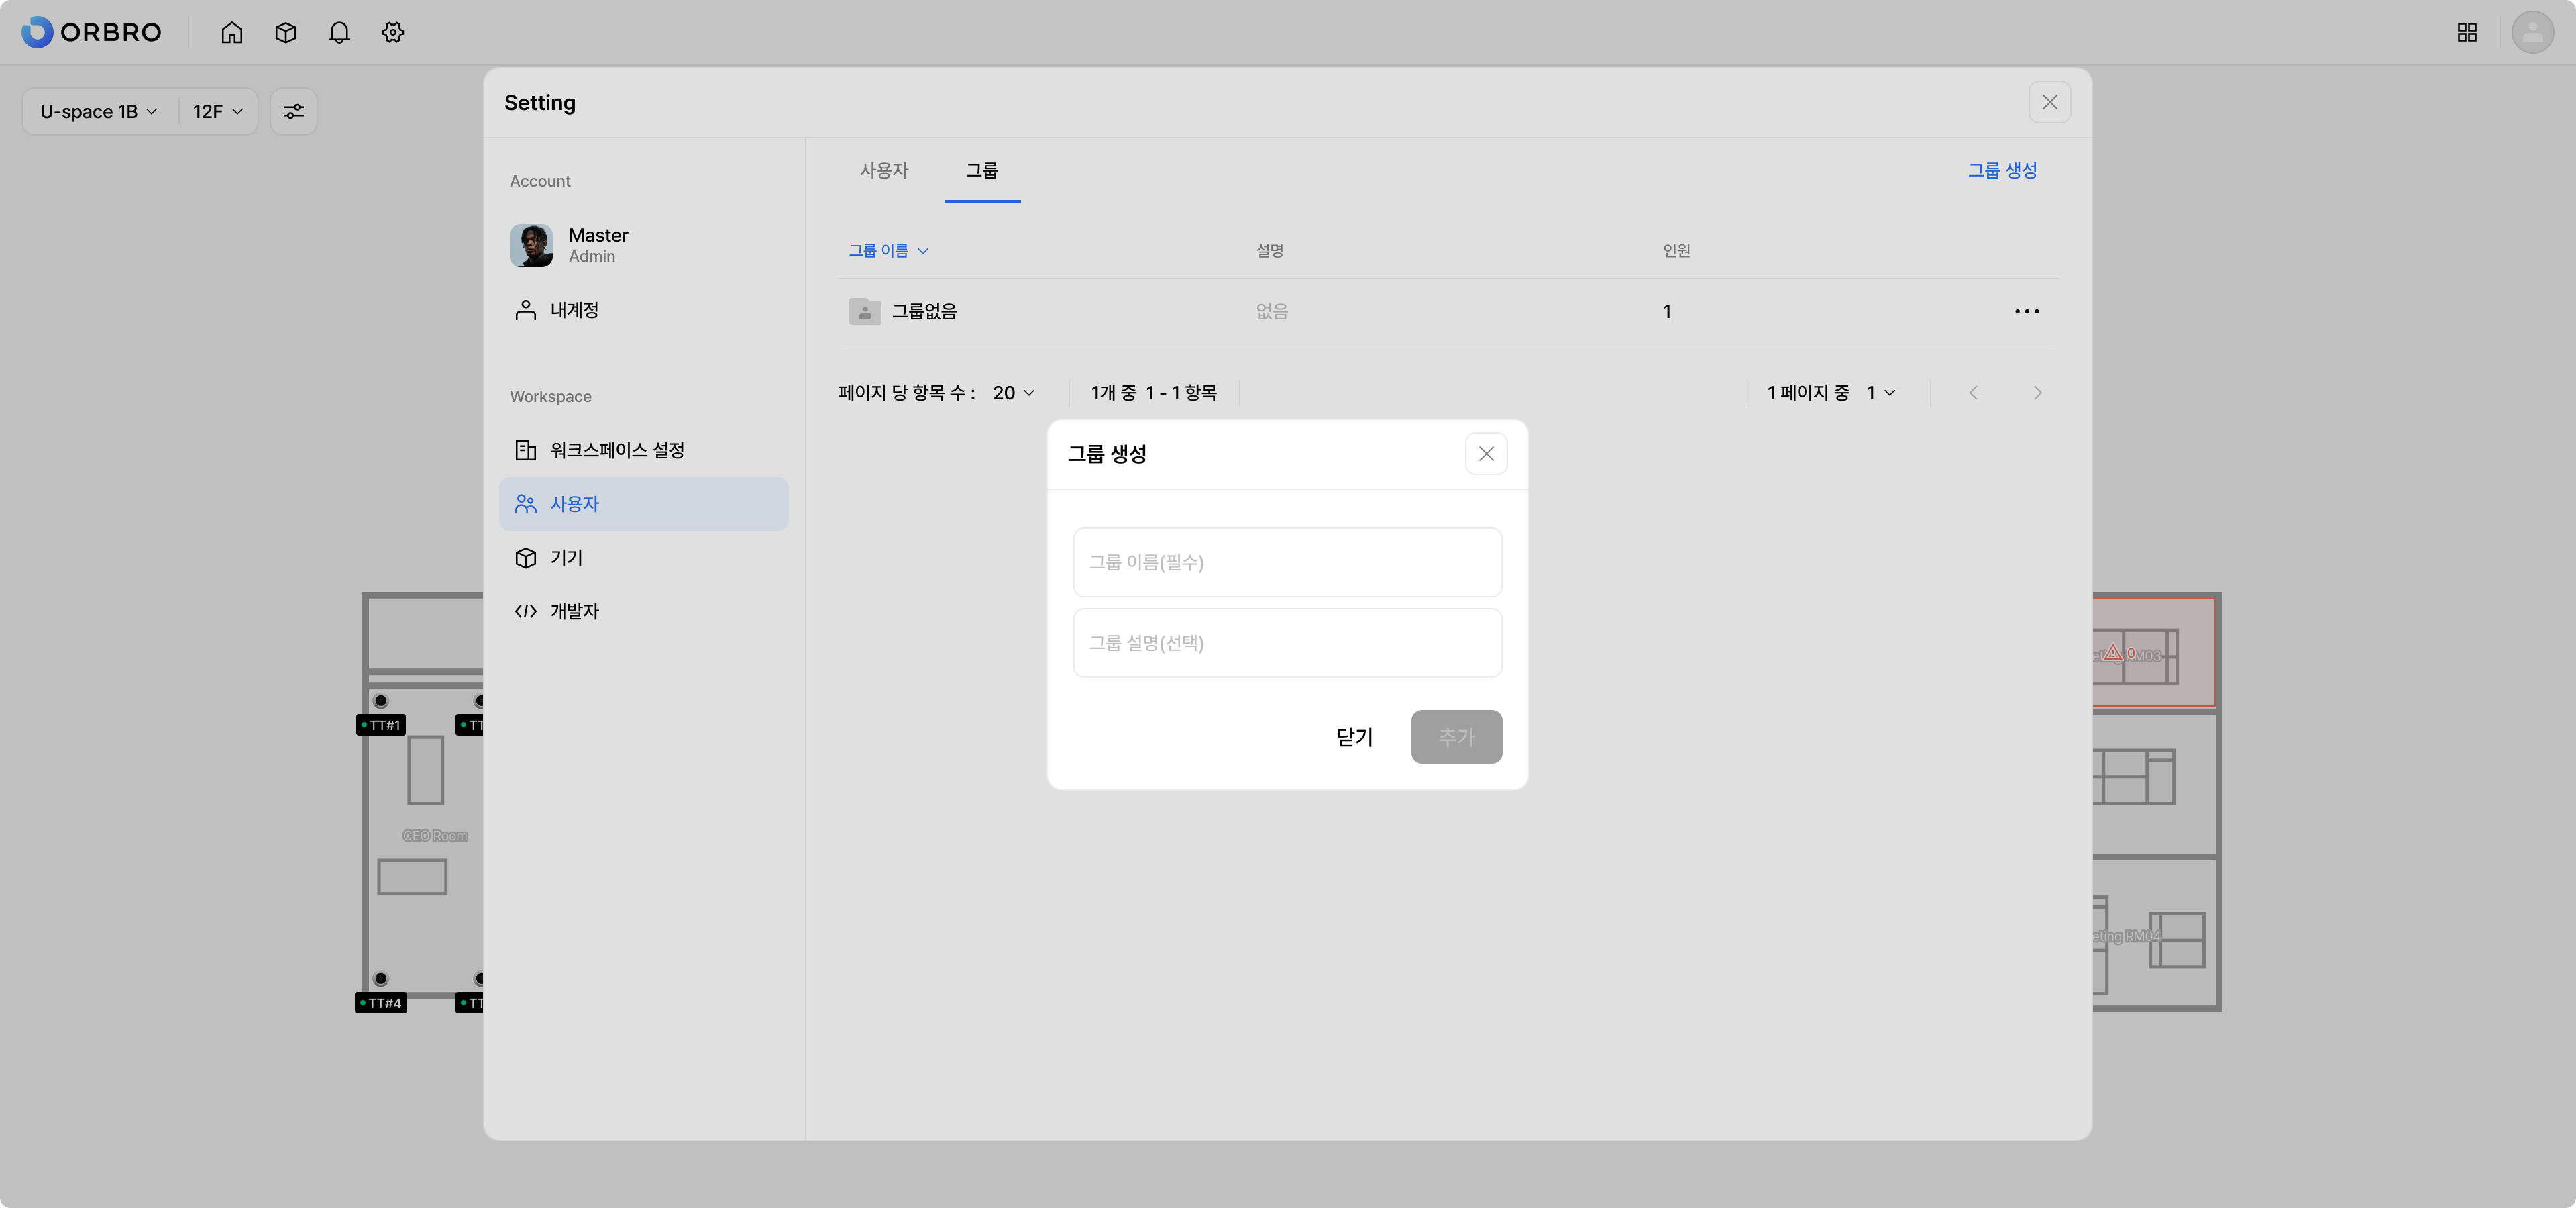 ORBRO
U-space 1B 12F
Setting
Account
Master
Admin
내계정
Workspace
워크스페이스 설정
사용자
기기
개발자
사용자 그룹 그룹 생성
그룹 이름 설명 인원
그룹없음 없음 1
페이지 당 항목 수 : 20 1개 중 1 - 1 항목 1 페이지 중 1
그룹 생성
그룹 이름(필수)
그룹 설명(선택)
닫기 추가
TT#1
TT
CEO Room
TT#4
TT
0
RM03
eting RM04